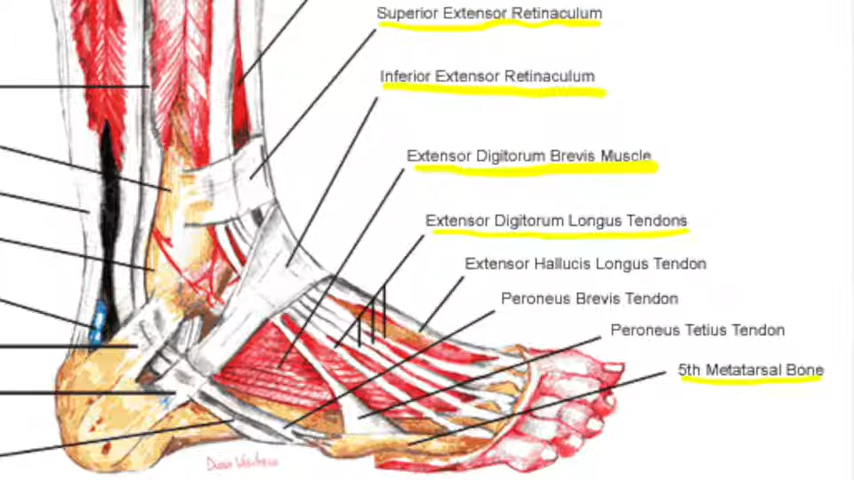 Superior Extensor Retinaculum
Inferior Extensor Retinaculum
Extensor Digitorum Brevis Muscle
Extensor Digitorum Longus Tendons
Extensor Hallucis Longus Tendon
Peroneus Brevis Tendon
Peroneus Tetius Tendon
5th Metatarsal Bone